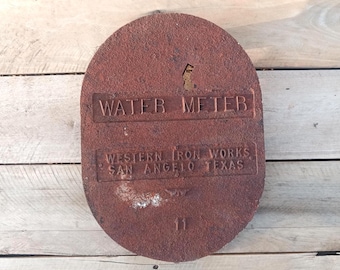 WATER METER
WESTERN IRON WORKS
SAN ANGELO TEXAS
11